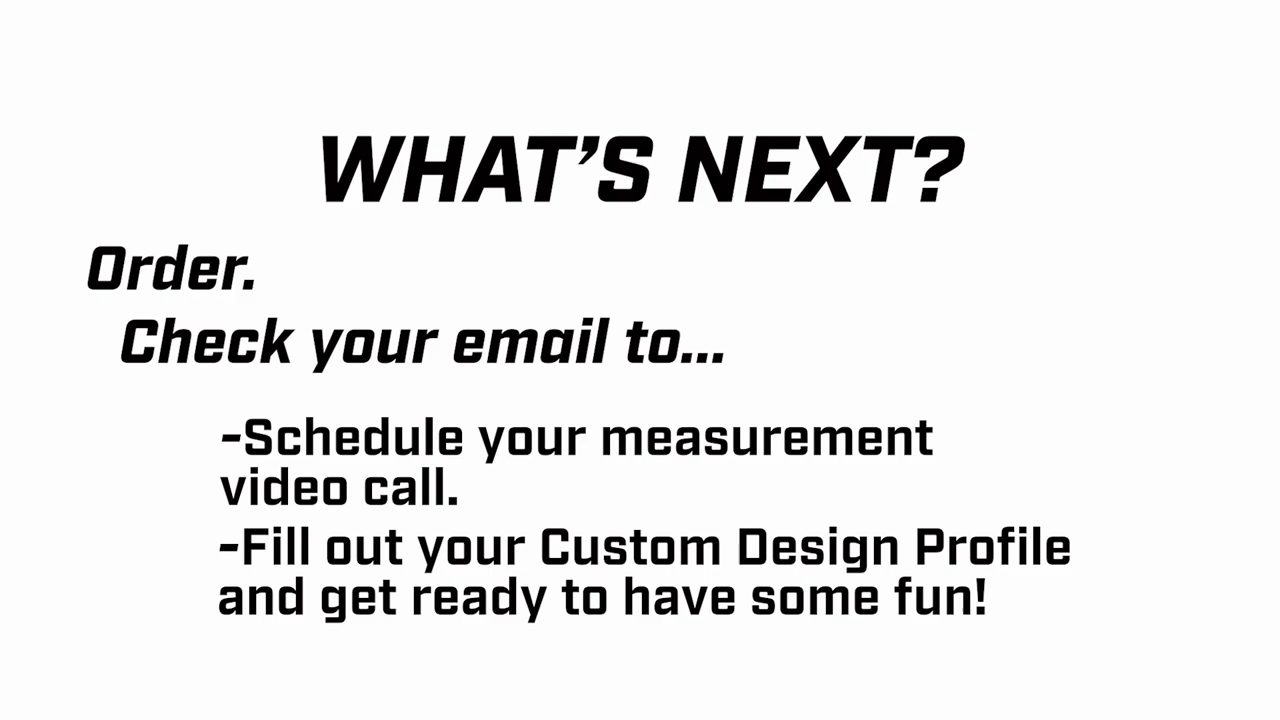 WHAT'S NEXT?
Order.
Check your email to...
-Schedule your measurement
video call.
-Fill out your Custom Design Profile
and get ready to have some fun!